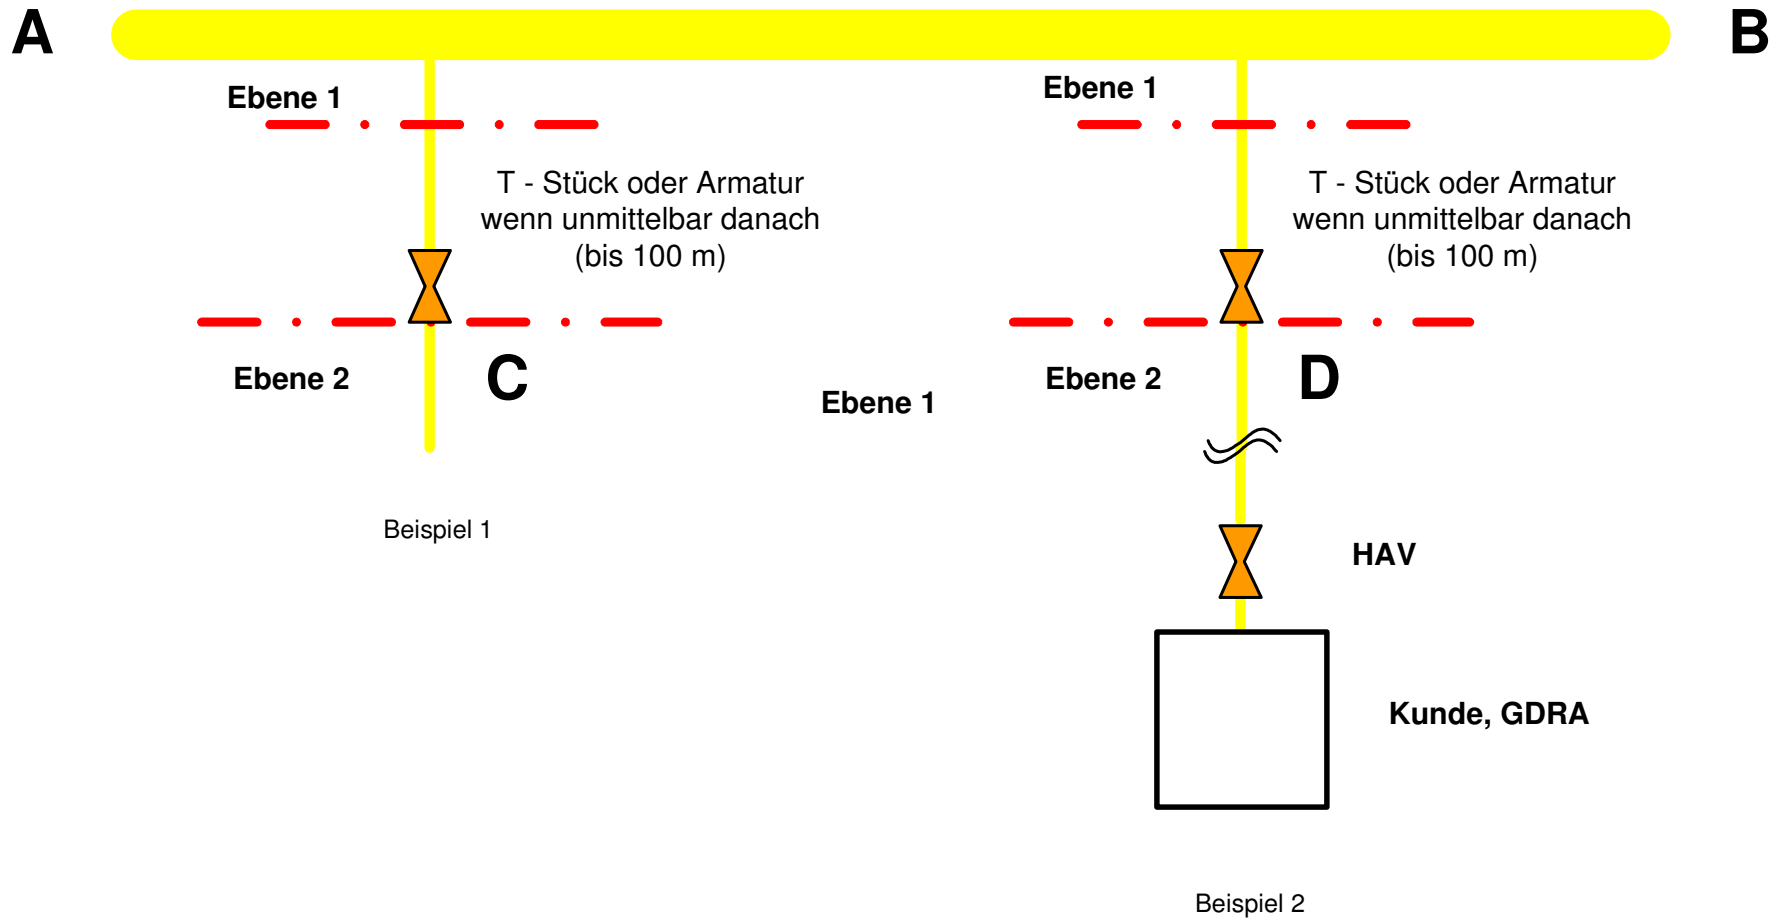 A
B
Ebene 1
Ebene 1
T - Stück oder Armatur
wenn unmittelbar danach
(bis 100 m)
T - Stück oder Armatur
wenn unmittelbar danach
(bis 100 m)
Ebene 2
C
Ebene 1
Ebene 2
D
Beispiel 1
HAV
Kunde, GDRA
Beispiel 2